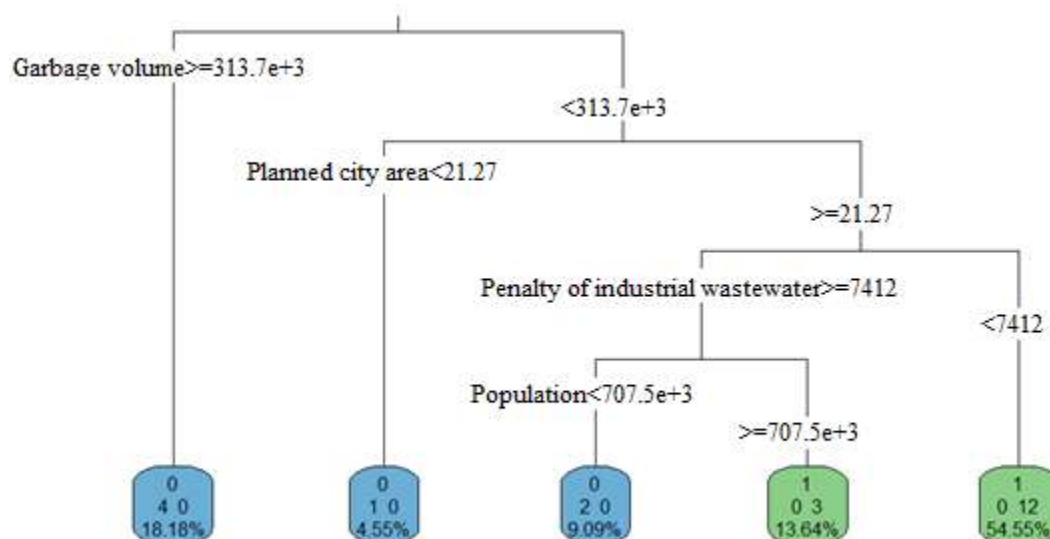 Garbage volume>=313.7e+3
<313.7e+3
Planned city area<21.27
>=21.27
Penalty of industrial wastewater>=7412
<7412
Population<707.5e+3
>=707.5e+3
0
4 0
18.18%
0
1 0
4.55%
0
2 0
9.09%
1
0 3
13.64%
1
0 12
54.55%